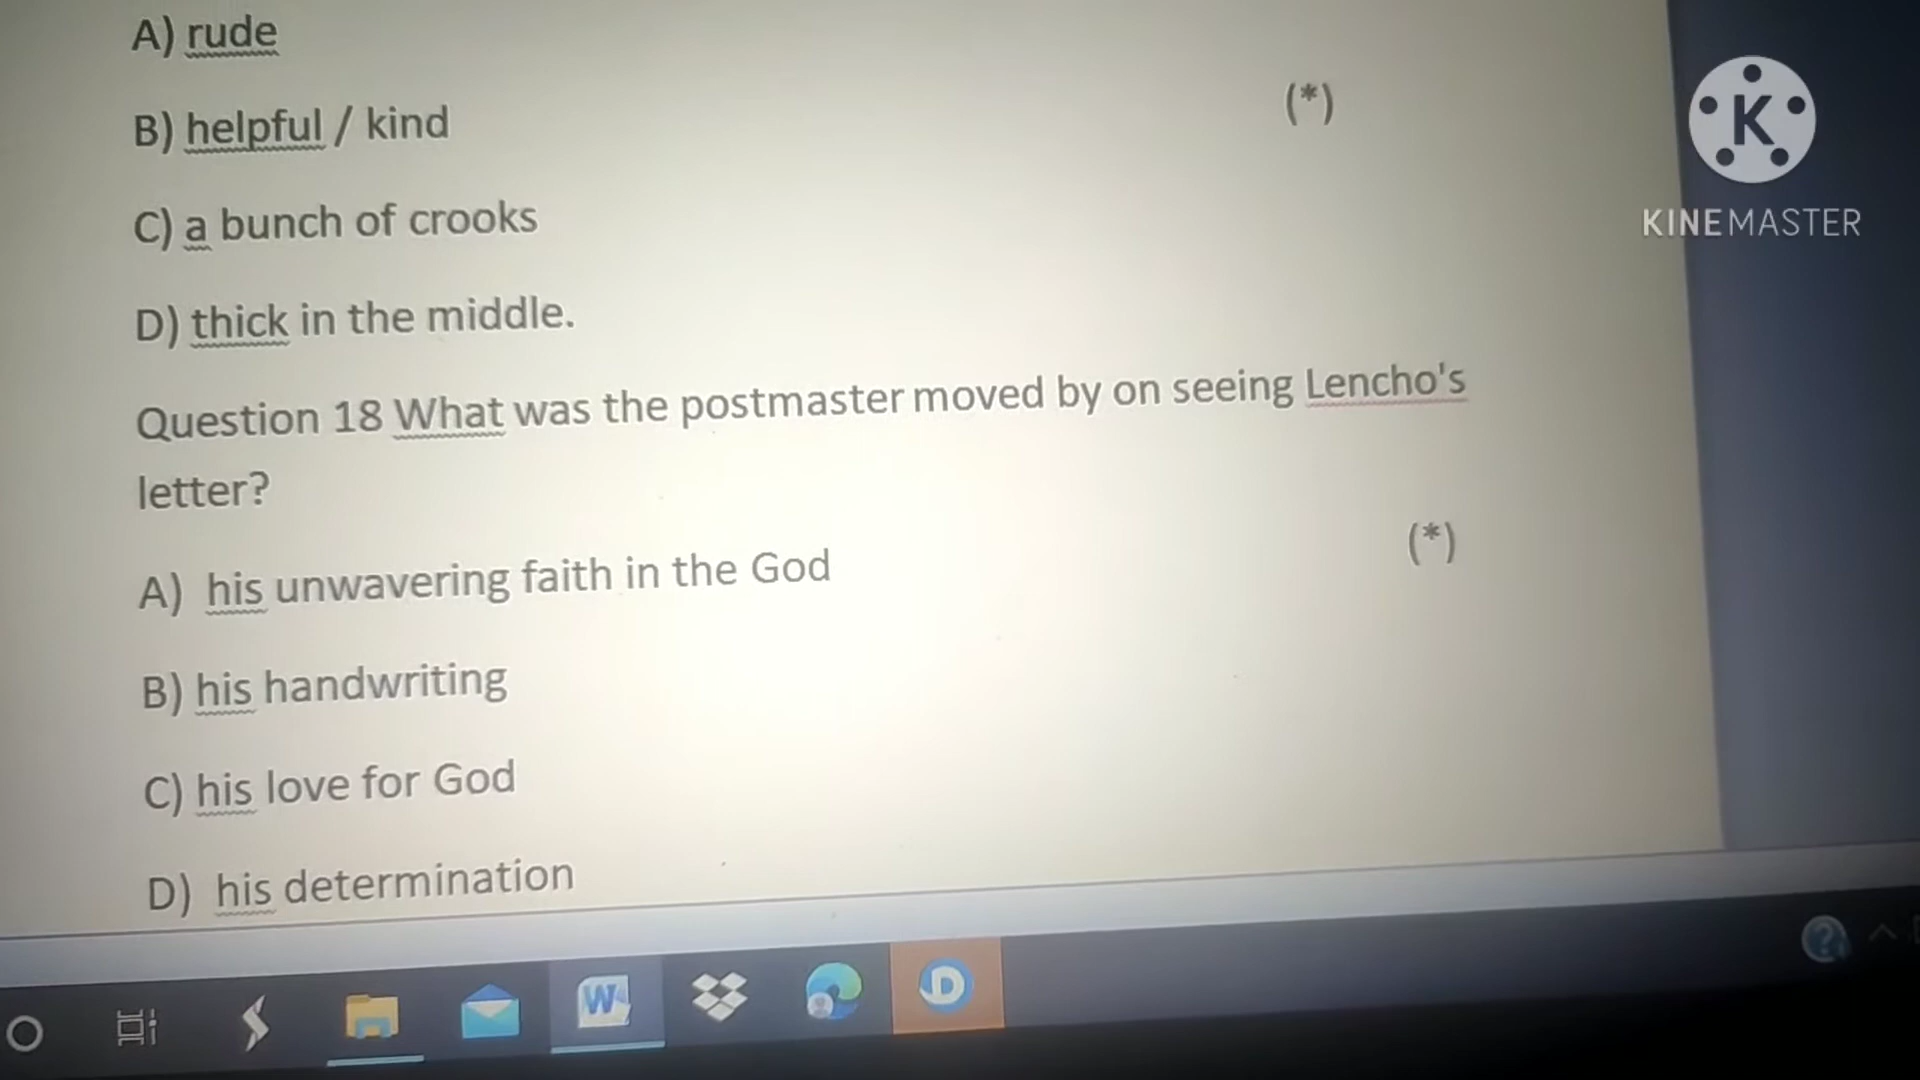 A) rude
B) helpful / kind (*)
C) a bunch of crooks
D) thick in the middle.
Question 18 What was the postmaster moved by on seeing Lencho's
letter?
A) his unwavering faith in the God (*)
B) his handwriting
C) his love for God
D) his determination
K
KINEMASTER
W
D
?